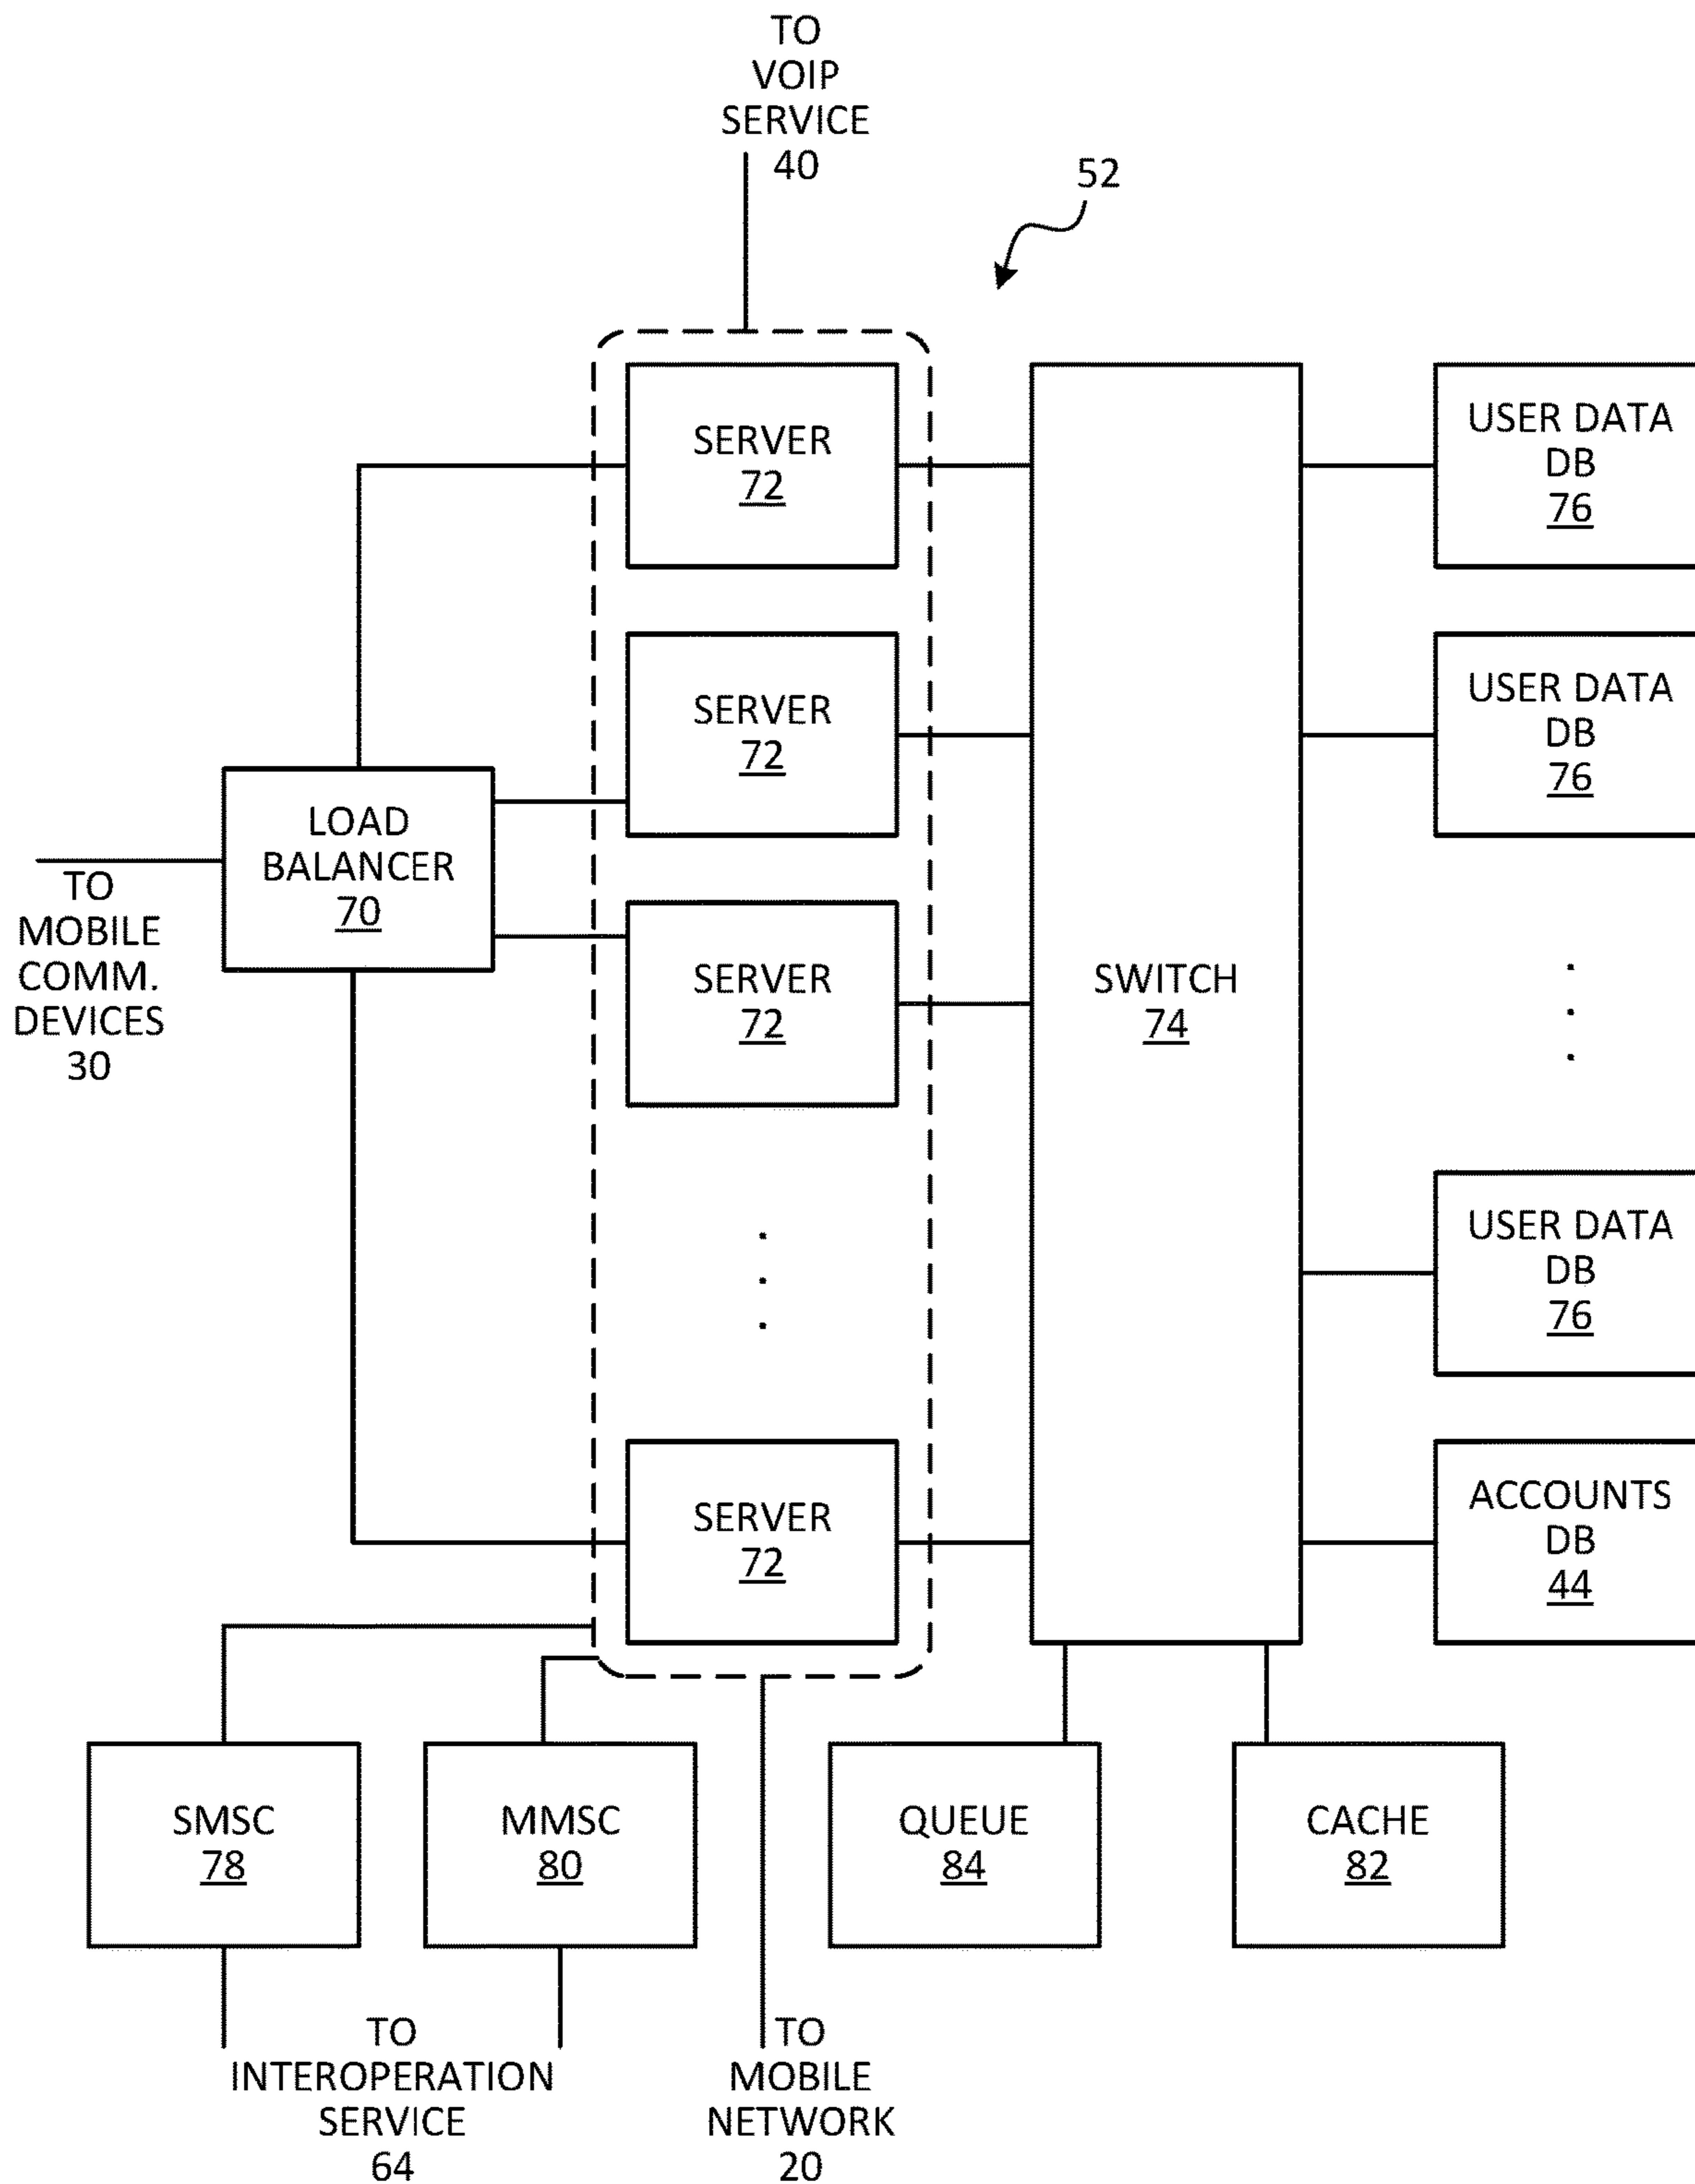 TO
VOIP
SERVICE
40
52
SERVER
72
USER DATA
DB
76
SERVER
72
USER DATA
DB
76
LOAD
BALANCER
70
TO
MOBILE
COMM.
DEVICES
30
SERVER
72
SWITCH
74
USER DATA
DB
76
SERVER
72
ACCOUNTS
DB
44
SMSC
78
MMSC
80
QUEUE
84
CACHE
82
TO
INTEROPERATION
SERVICE
64
TO
MOBILE
NETWORK
20